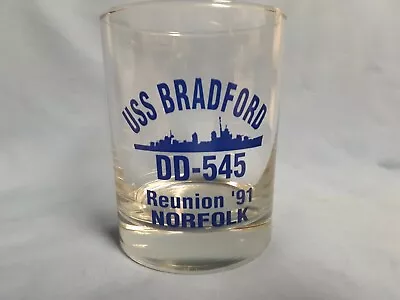 USS BRADFORD
DD-545
Reunion '91
NORFOLK